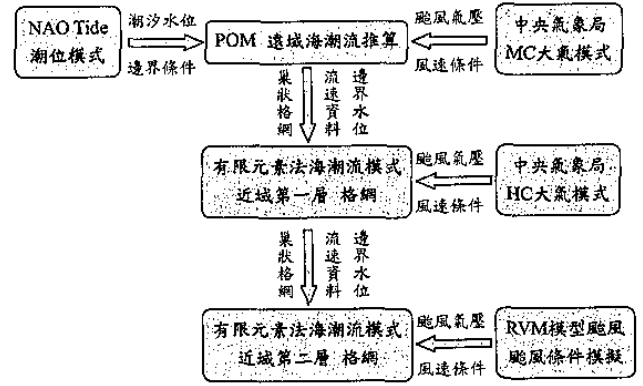 NAO Tide
潮位模式
潮汐水位
邊界條件
POM 遠域海潮流推算
颱風氣壓
風速條件
中央氣象局
MC大氣模式
巢狀格網
流速資料
邊界水位
有限元素法海潮流模式
近域第一層 格網
颱風氣壓
風速條件
中央氣象局
HC大氣模式
巢狀格網
流速資料
邊界水位
有限元素法海潮流模式
近域第二層 格網
颱風氣壓
風速條件
RVM模型颱風
颱風條件模擬